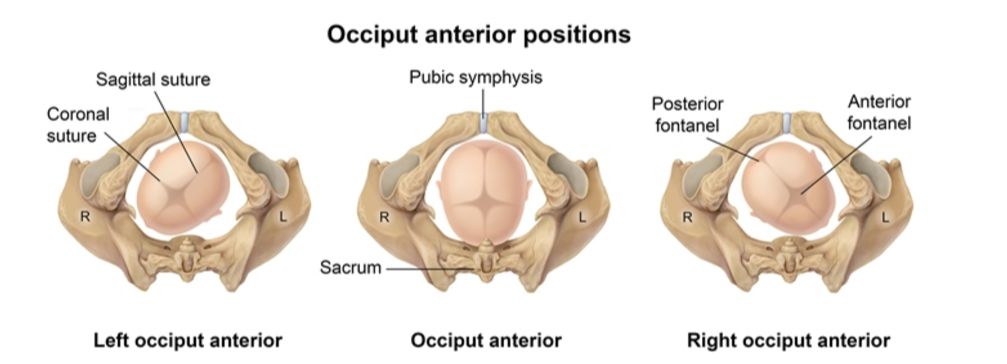 Occiput anterior positions
Sagittal suture
Coronal
suture
R
L
Left occiput anterior
Pubic symphysis
R
L
Sacrum
Occiput anterior
Posterior
fontanel
Anterior
fontanel
R
L
Right occiput anterior